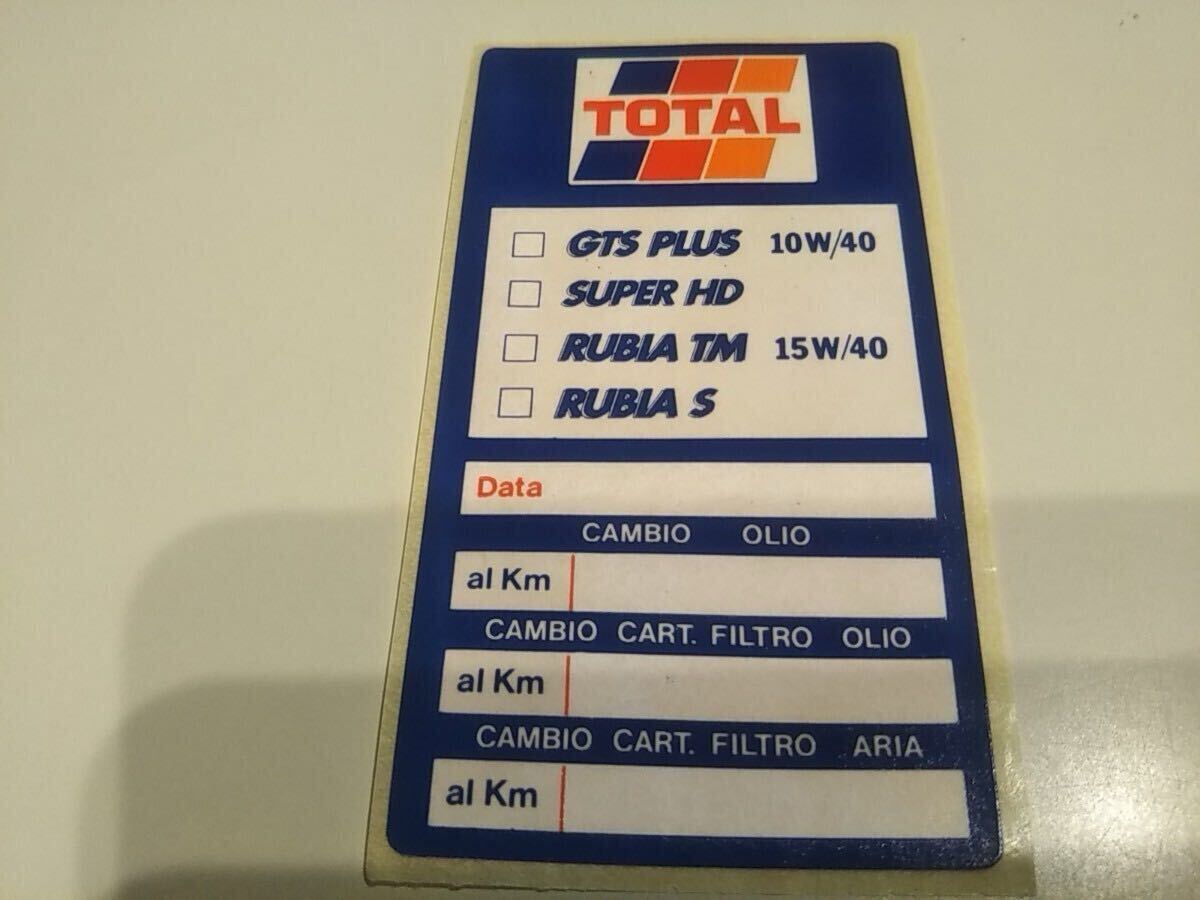 TOTAL
GTS PLUS 10W/40
SUPER HD
RUBIA TM 15W/40
RUBIA S
Data
CAMBIO OLIO
al Km
CAMBIO CART. FILTRO OLIO
al Km
CAMBIO CART. FILTRO ARIA
al Km